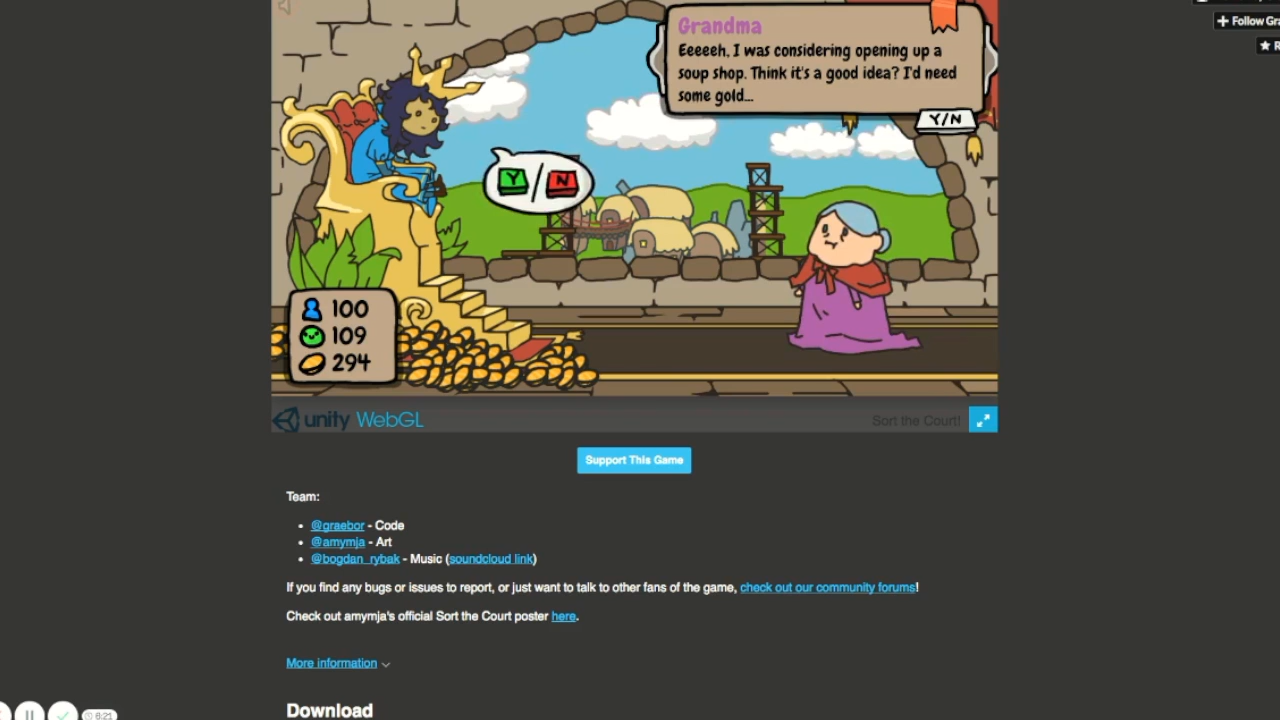 Grandma
Eeeeeh, I was considering opening up a
soup shop. Think it's a good idea? I'd need
some gold...
Y/N
Y/N
100
109
294
unity WebGL
Sort the Court!
+ Follow Gra
Support This Game
Team:
@graebor - Code
@amymja - Art
@bogdan_rybak - Music (soundcloud link)
If you find any bugs or issues to report, or just want to talk to other fans of the game, check out our community forums!
Check out amymja's official Sort the Court poster here.
More information
Download
6:21